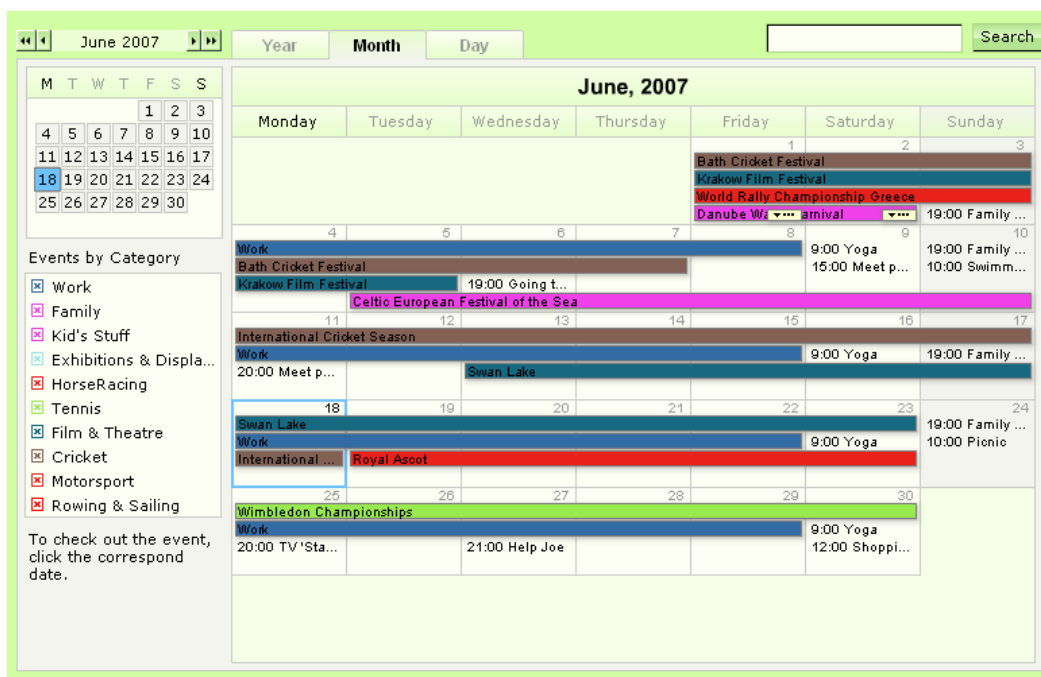 June 2007
Year
Month
Day
Search
M T W T F S S
1 2 3
4 5 6 7 8 9 10
11 12 13 14 15 16 17
18 19 20 21 22 23 24
25 26 27 28 29 30
Events by Category
Work
Family
Kid's Stuff
Exhibitions & Displa...
HorseRacing
Tennis
Film & Theatre
Cricket
Motorsport
Rowing & Sailing
To check out the event,
click the correspond
date.
June, 2007
Monday Tuesday Wednesday Thursday Friday Saturday Sunday
1 2 3
Bath Cricket Festival
Krakow Film Festival
World Rally Championship Greece
Danube arnival 19:00 Family ...
4 5 6 7 8 9 10
Work 9:00 Yoga 19:00 Family ...
Bath Cricket Festival 15:00 Meet p... 10:00 Swimm...
Krakow Film Festival 19:00 Going t...
Celtic European Festival of the Sea
11 12 13 14 15 16 17
International Cricket Season
Work 9:00 Yoga 19:00 Family ...
20:00 Meet p... Swan Lake
18 19 20 21 22 23 24
Swan Lake 19:00 Family ...
Work 9:00 Yoga 10:00 Picnic
International ... Royal Ascot
25 26 27 28 29 30
Wimbledon Championships
Work 9:00 Yoga
20:00 TV 'Sta... 21:00 Help Joe 12:00 Shoppi...